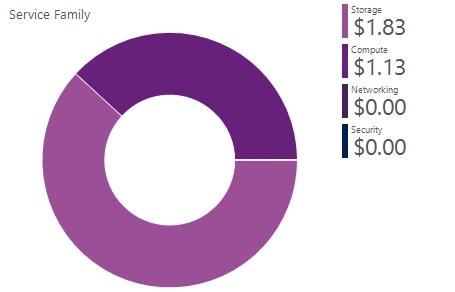 Service Family
Storage
$1.83
Compute
$1.13
Networking
$0.00
Security
$0.00